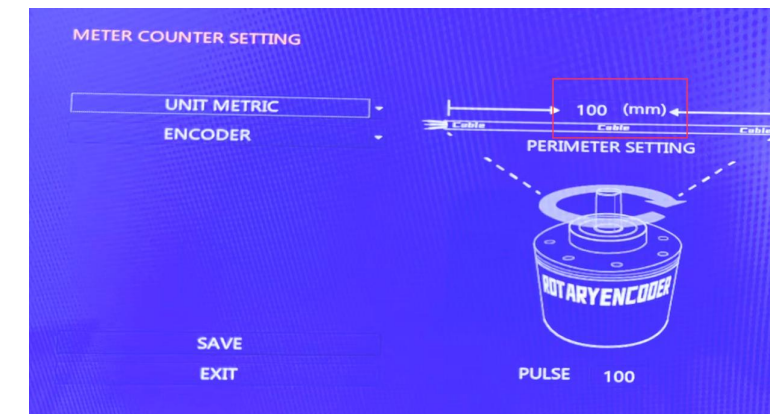 METER COUNTER SETTING
UNIT METRIC
ENCODER
100 (mm)
Cable Cable Cable
PERIMETER SETTING
ROTARYENCODER
SAVE
EXIT
PULSE 100